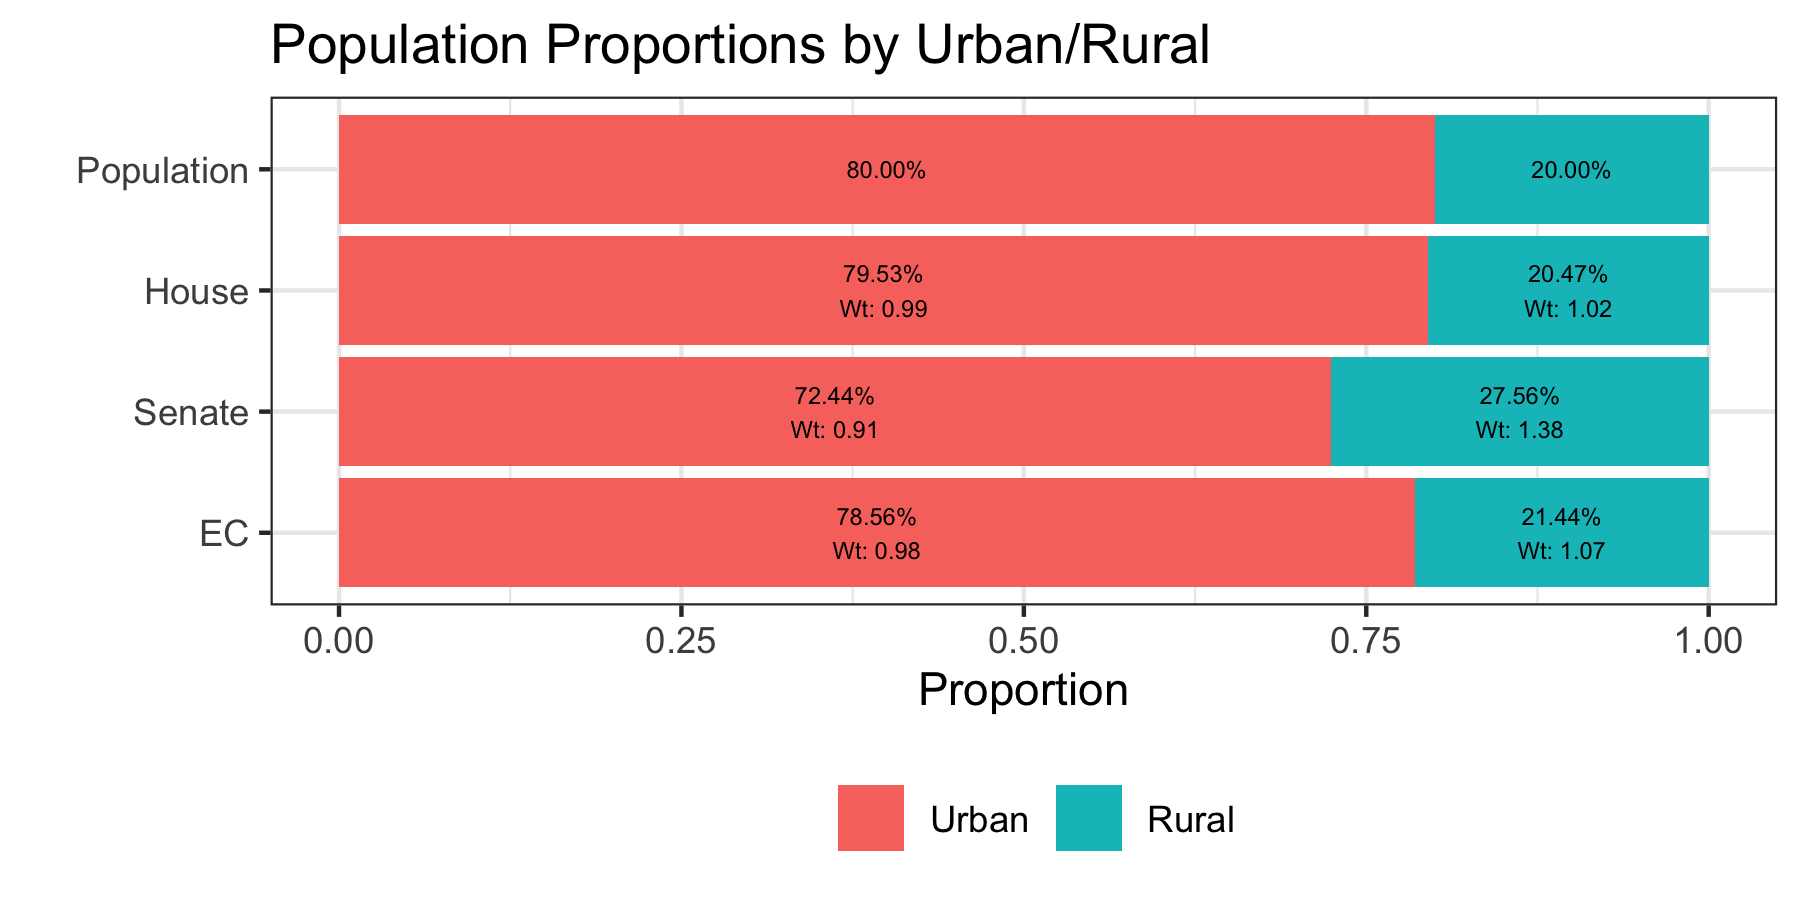 Population Proportions by Urban/Rural
Population
80.00%
20.00%
House
79.53%
Wt: 0.99
20.47%
Wt: 1.02
Senate
72.44%
Wt: 0.91
27.56%
Wt: 1.38
EC
78.56%
Wt: 0.98
21.44%
Wt: 1.07
0.00
0.25
0.50
0.75
1.00
Proportion
Urban
Rural